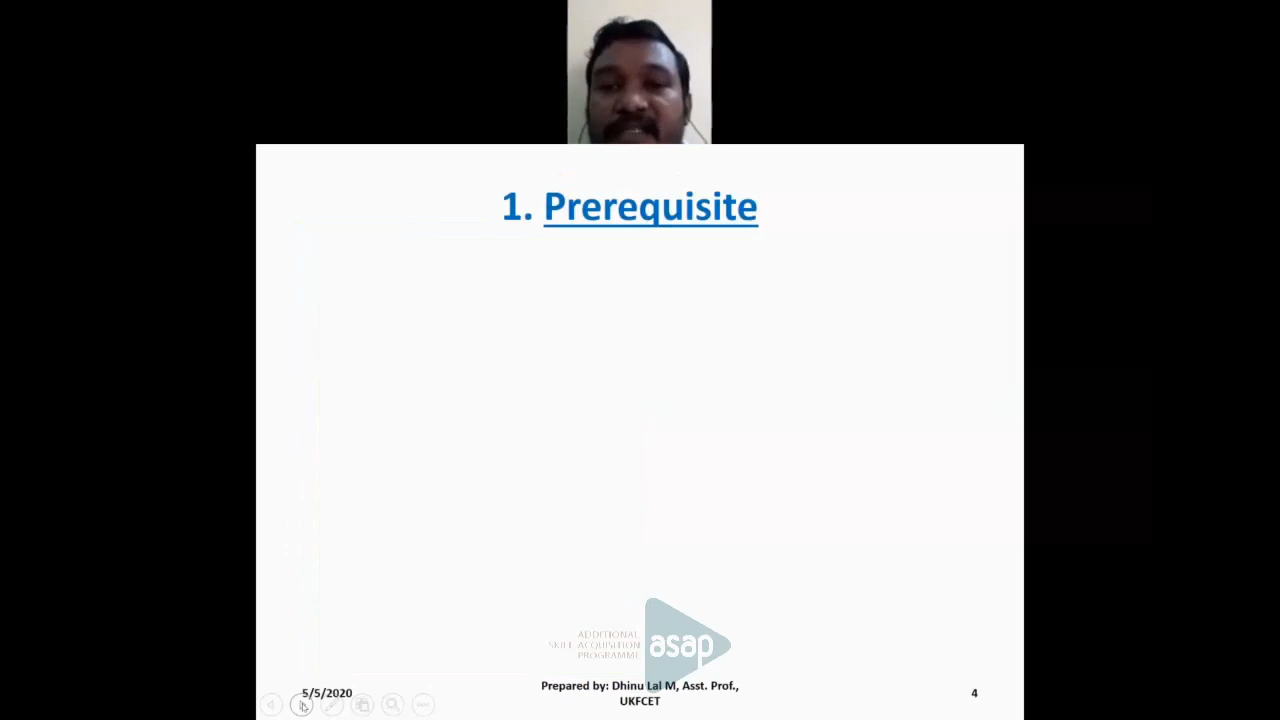 1. Prerequisite
ADDITIONAL
SKILL ACQUISITION
PROGRAMME
asap
5/5/2020
Prepared by: Dhinu Lal M, Asst. Prof.,
UKFCET
4